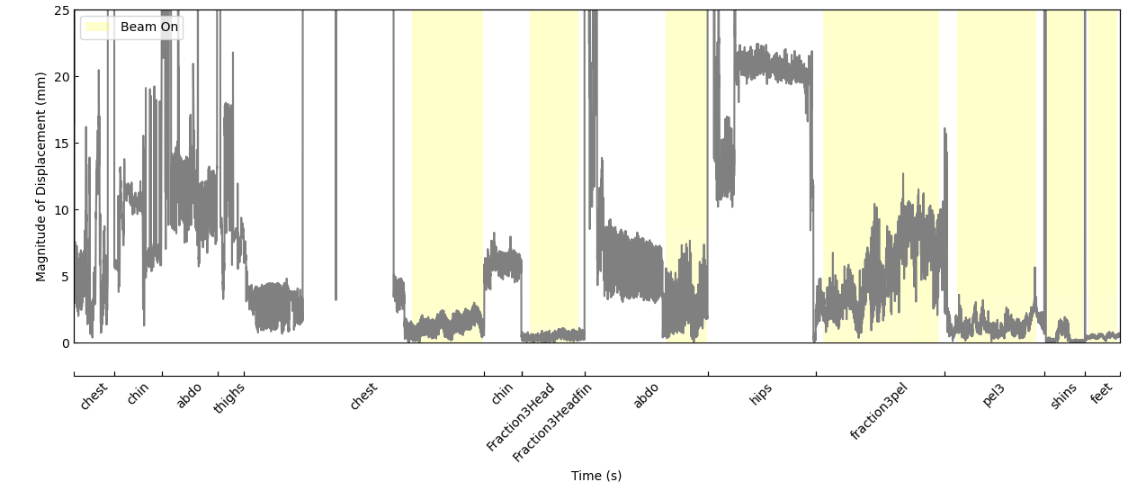 25
20
15
10
5
0
Magnitude of Displacement (mm)
Beam On
chest
chin
abdo
thighs
chest
chin
Fraction3Head
Fraction3Headfin
abdo
hips
fraction3pel
pel3
shins
feet
Time (s)